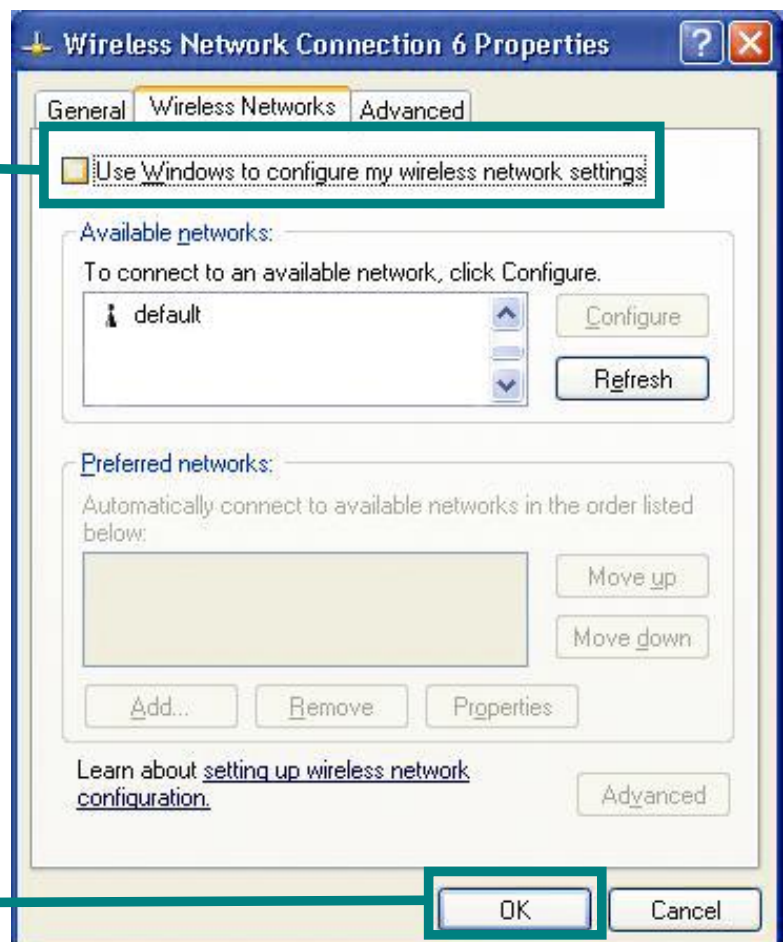 Wireless Network Connection 6 Properties
General Wireless Networks Advanced
Use Windows to configure my wireless network settings
Available networks:
To connect to an available network, click Configure.
default
Configure
Refresh
Preferred networks:
Automatically connect to available networks in the order listed
below:
Move up
Move down
Add... Remove Properties
Learn about setting up wireless network
configuration.
Advanced
OK Cancel